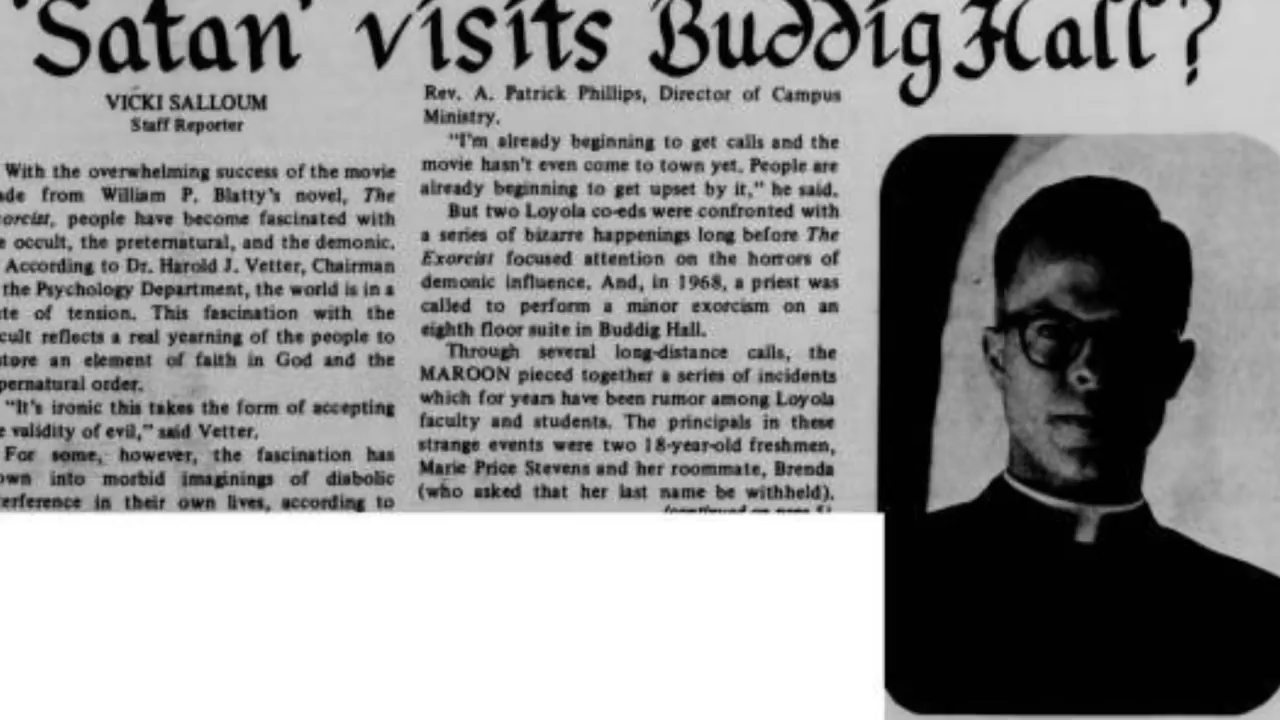 'Satan' visits Buddig Hall?
VICKI SALLOUM
Staff Reporter
With the overwhelming success of the movie
ade from William P. Blatty's novel, The
orcist, people have become fascinated with
e occult, the preternatural, and the demonic.
According to Dr. Harold J. Vetter, Chairman
the Psychology Department, the world is in a
te of tension. This fascination with the
cult reflects a real yearning of the people to
store an element of faith in God and the
pernatural order.
"It's ironic this takes the form of accepting
e validity of evil," said Vetter.
For some, however, the fascination has
own into morbid imaginings of diabolic
terference in their own lives, according to
Rev. A. Patrick Phillips, Director of Campus
Ministry.
"I'm already beginning to get calls and the
movie hasn't even come to town yet. People are
already beginning to get upset by it," he said.
But two Loyola co-eds were confronted with
a series of bizarre happenings long before The
Exorcist focused attention on the horrors of
demonic influence. And, in 1968, a priest was
called to perform a minor exorcism on an
eighth floor suite in Buddig Hall.
Through several long-distance calls, the
MAROON pieced together a series of incidents
which for years have been rumor among Loyola
faculty and students. The principals in these
strange events were two 18-year-old freshmen,
Marie Price Stevens and her roommate, Brenda
(who asked that her last name be withheld).
(continued on page 5)